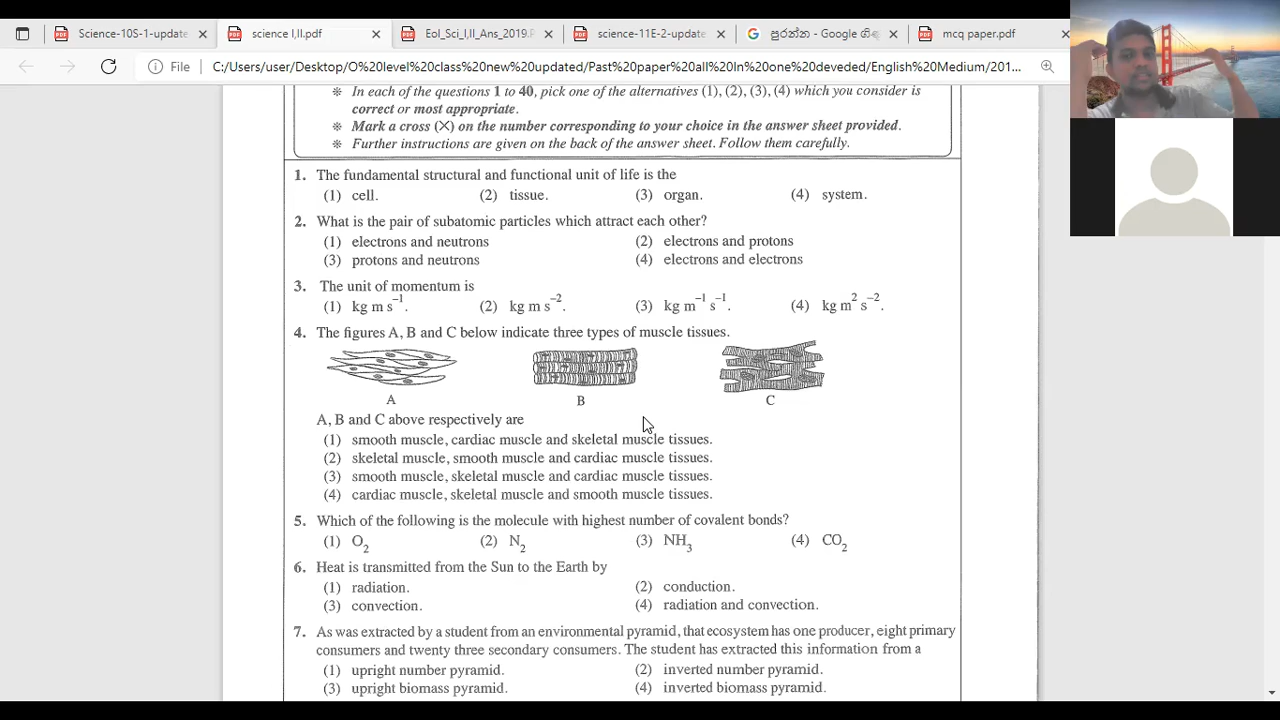 Science-10S-1-update
science I,II.pdf
Eol_Sci_I,II_Ans_2019.
science-11E-2-update
පුරන්න - Google
mcq paper.pdf
File C:/Users/user/Desktop/O%20level%20class%20new%20updated/Past%20paper%20all%20In%20one%20deveded/English%20Medium/201...
In each of the questions 1 to 40, pick one of the alternatives (1), (2), (3), (4) which you consider is
correct or most appropriate.
Mark a cross (X) on the number corresponding to your choice in the answer sheet provided.
Further instructions are given on the back of the answer sheet. Follow them carefully.
1. The fundamental structural and functional unit of life is the
(1) cell. (2) tissue. (3) organ. (4) system.
2. What is the pair of subatomic particles which attract each other?
(1) electrons and neutrons (2) electrons and protons
(3) protons and neutrons (4) electrons and electrons
3. The unit of momentum is
(1) kg m s⁻¹. (2) kg m s⁻². (3) kg m⁻¹ s⁻¹. (4) kg m² s⁻².
4. The figures A, B and C below indicate three types of muscle tissues.
A B C
A, B and C above respectively are
(1) smooth muscle, cardiac muscle and skeletal muscle tissues.
(2) skeletal muscle, smooth muscle and cardiac muscle tissues.
(3) smooth muscle, skeletal muscle and cardiac muscle tissues.
(4) cardiac muscle, skeletal muscle and smooth muscle tissues.
5. Which of the following is the molecule with highest number of covalent bonds?
(1) O₂ (2) N₂ (3) NH₃ (4) CO₂
6. Heat is transmitted from the Sun to the Earth by
(1) radiation. (2) conduction.
(3) convection. (4) radiation and convection.
7. As was extracted by a student from an environmental pyramid, that ecosystem has one producer, eight primary
consumers and twenty three secondary consumers. The student has extracted this information from a
(1) upright number pyramid. (2) inverted number pyramid.
(3) upright biomass pyramid. (4) inverted biomass pyramid.